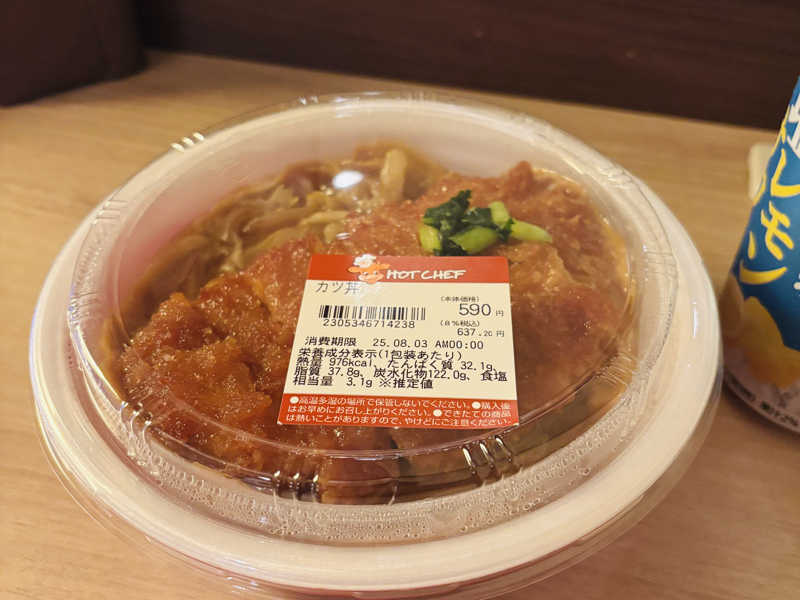 HOT CHEF
カツ丼
(本体価格)
590円
2305346714238
(8%税込)
637.20円
消費期限 25.08.03 AM00:00
栄養成分表示(1包装あたり)
熱量 976kcal、たんぱく質 32.1g、
脂質 37.8g、炭水化物122.0g、食塩
相当量 3.1g ※推定値
●高温多湿の場所で保管しないでください。●購入後
はお早めにお召し上がりください。●できたての商品
は熱いことがありますので、やけどにご注意ください。
レモン